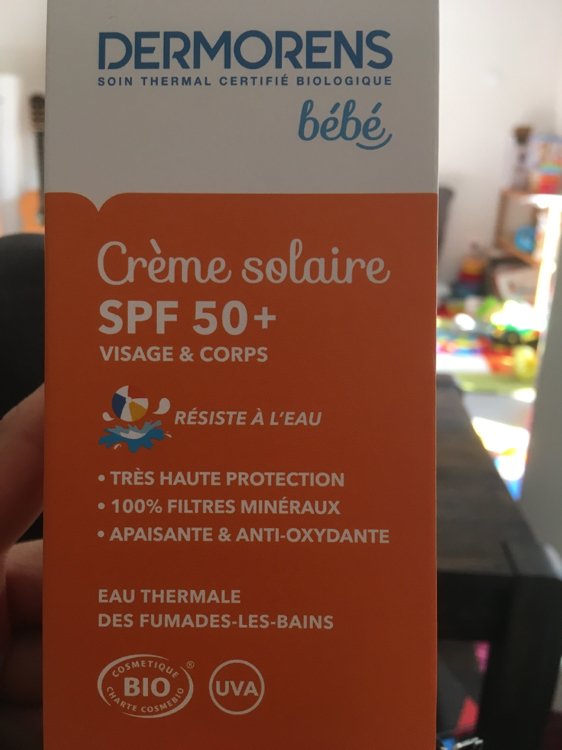 DERMORENS
SOIN THERMAL CERTIFIÉ BIOLOGIQUE
bébé
Crème solaire
SPF 50+
VISAGE & CORPS
RÉSISTE À L'EAU
• TRÈS HAUTE PROTECTION
• 100% FILTRES MINÉRAUX
• APAISANTE & ANTI-OXYDANTE
EAU THERMALE
DES FUMADES-LES-BAINS
COSMETIQUE
BIO
CHARTE COSMEBIO
®
UVA